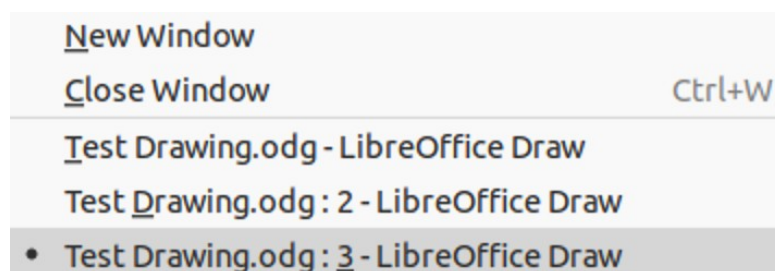 New Window
Close Window Ctrl+W
Test Drawing.odg - LibreOffice Draw
Test Drawing.odg : 2 - LibreOffice Draw
• Test Drawing.odg : 3 - LibreOffice Draw